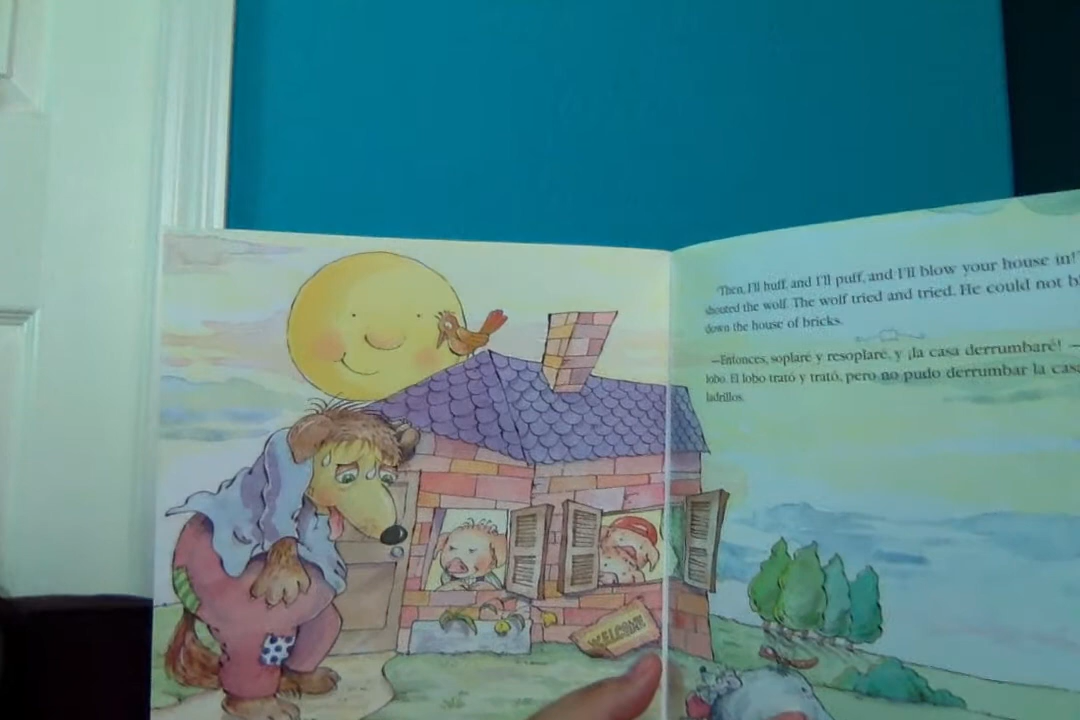 "Then, I'll huff, and I'll puff, and I'll blow your house in!"
shouted the wolf. The wolf tried and tried. He could not
down the house of bricks.
—Entonces, soplaré y resoplaré, y ¡la casa derrumbaré! —
lobo. El lobo trató y trató, pero no pudo derrumbar la casa
ladrillos.
WELCOME